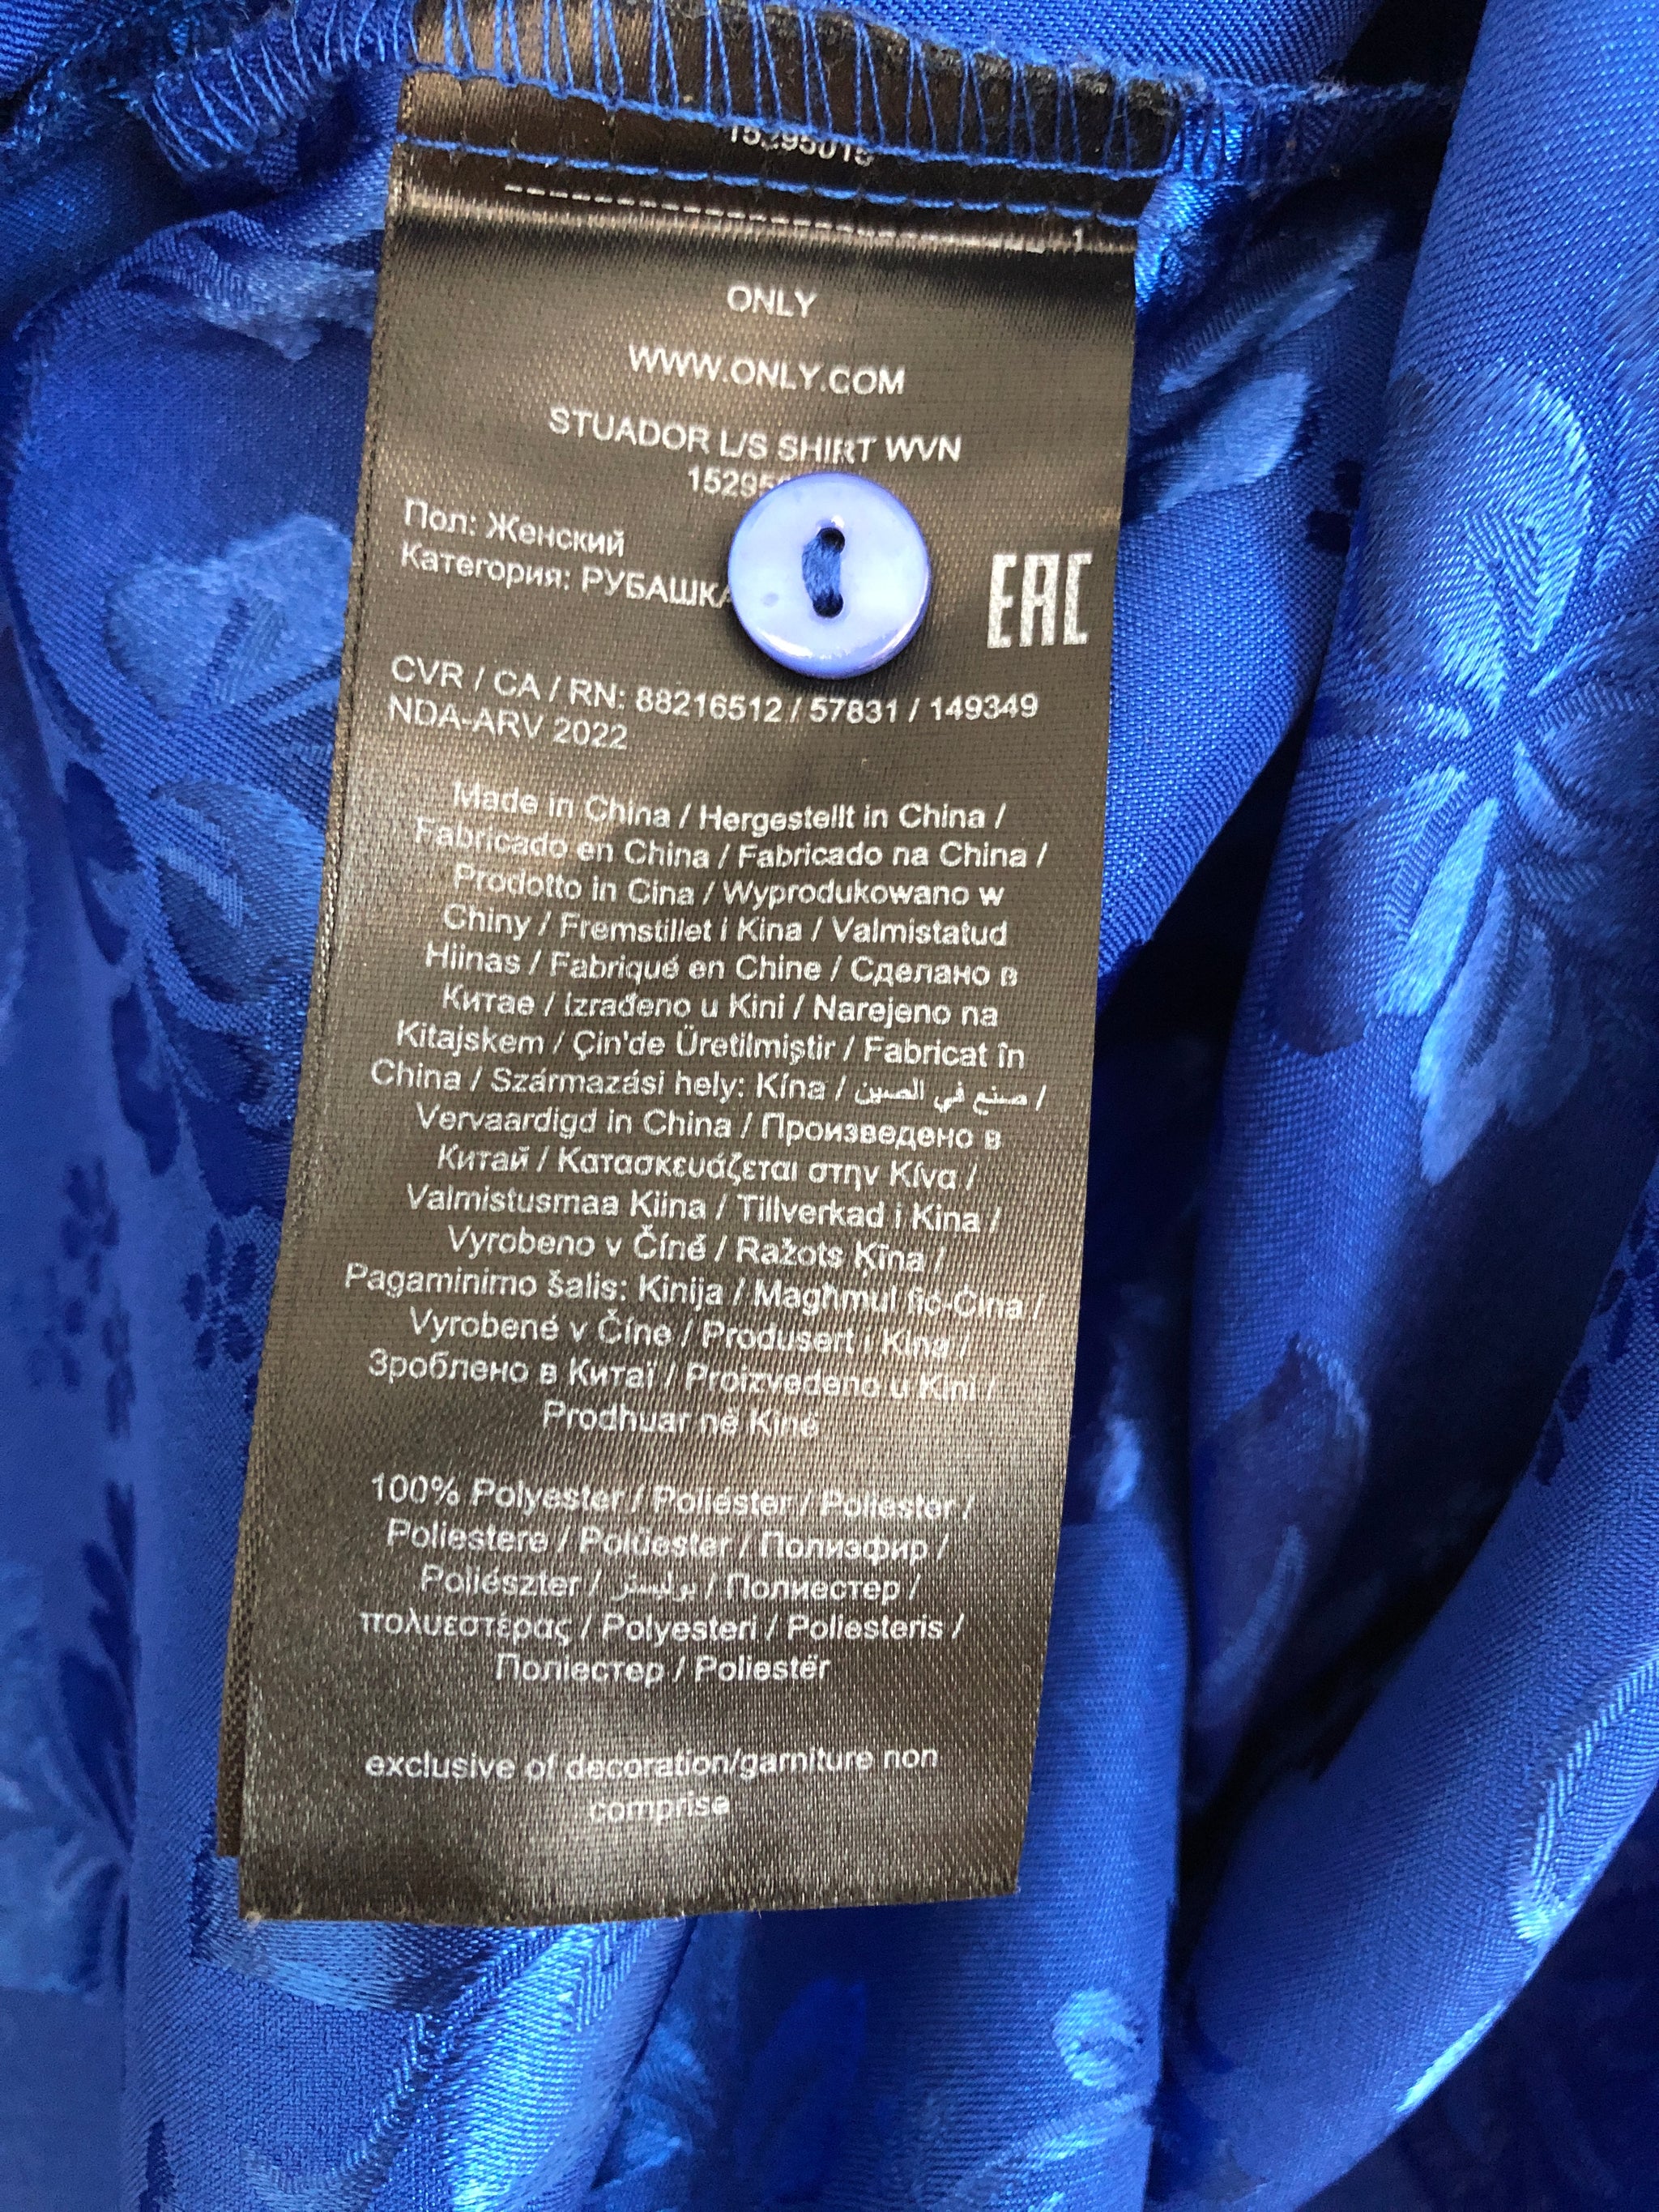 1
ONLY
WWW.ONLY.COM
STUADOR L/S SHIRT WVN
Пол: Женский
Категория: РУБАШКА
EAC
CVR / CA / RN: 88216512 / 57831 / 149349
NDA-ARV 2022
Made in China / Hergestellt in China /
Fabricado en China / Fabricado na China /
Prodotto in Cina / Wyprodukowano w
Chiny / Fremstillet i Kina / Valmistatud
Hiinas / Fabriqué en Chine / Сделано в
Китае / Izrađeno u Kini / Narejeno na
Kitajskem / Çin'de Üretilmiştir / Fabricat în
China / Származási hely: Kína / صنع في الصين /
Vervaardigd in China / Произведено в
Китай / Κατασκευάζεται στην Κίνα /
Valmistusmaa Kiina / Tillverkad i Kina /
Vyrobeno v Číně / Ražots Ķīna /
Pagaminimo šalis: Kinija / Magħmul fiċ-Ċina /
Vyrobené v Číne / Produsert i Kina /
Зроблено в Китаї / Proizvedeno u Kini /
Prodhuar në Kinë
100% Polyester / Poliéster / Poliester /
Poliestere / Polüester / Полиэфир /
Poliészter / بوليستر / Полиестер /
πολυεστέρας / Polyesteri / Poliesteris /
Поліестер / Poliestër
exclusive of decoration/garniture non
comprise